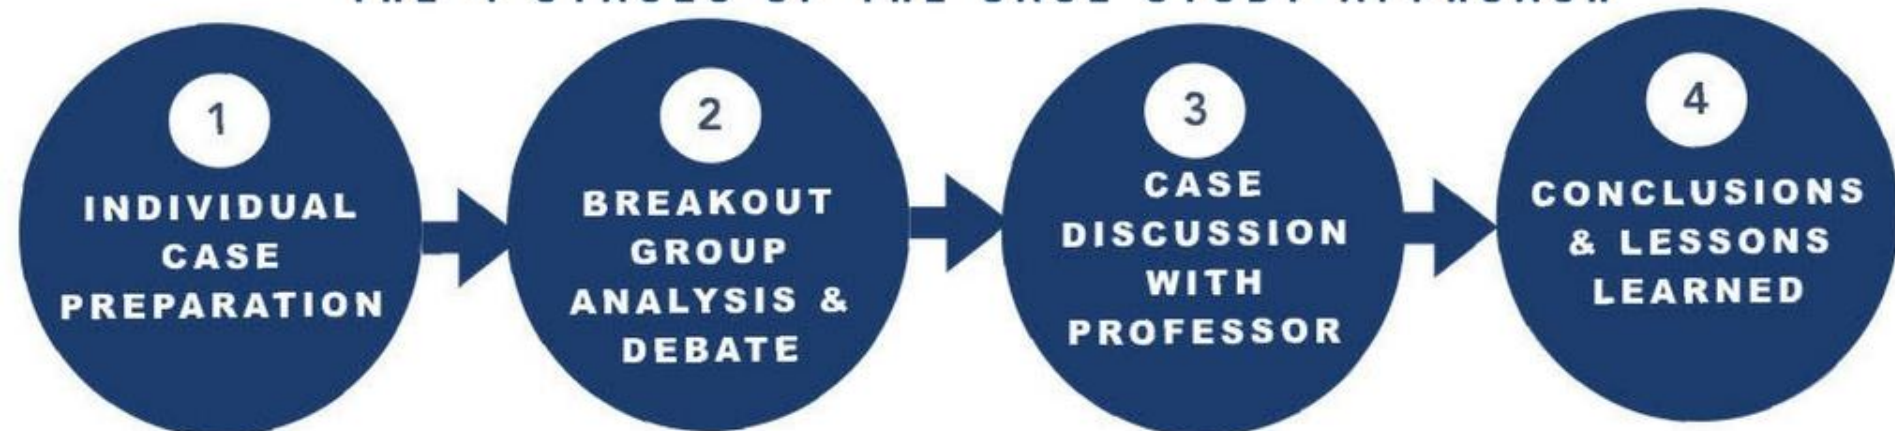 1
INDIVIDUAL
CASE
PREPARATION
2
BREAKOUT
GROUP
ANALYSIS &
DEBATE
3
CASE
DISCUSSION
WITH
PROFESSOR
4
CONCLUSIONS
& LESSONS
LEARNED